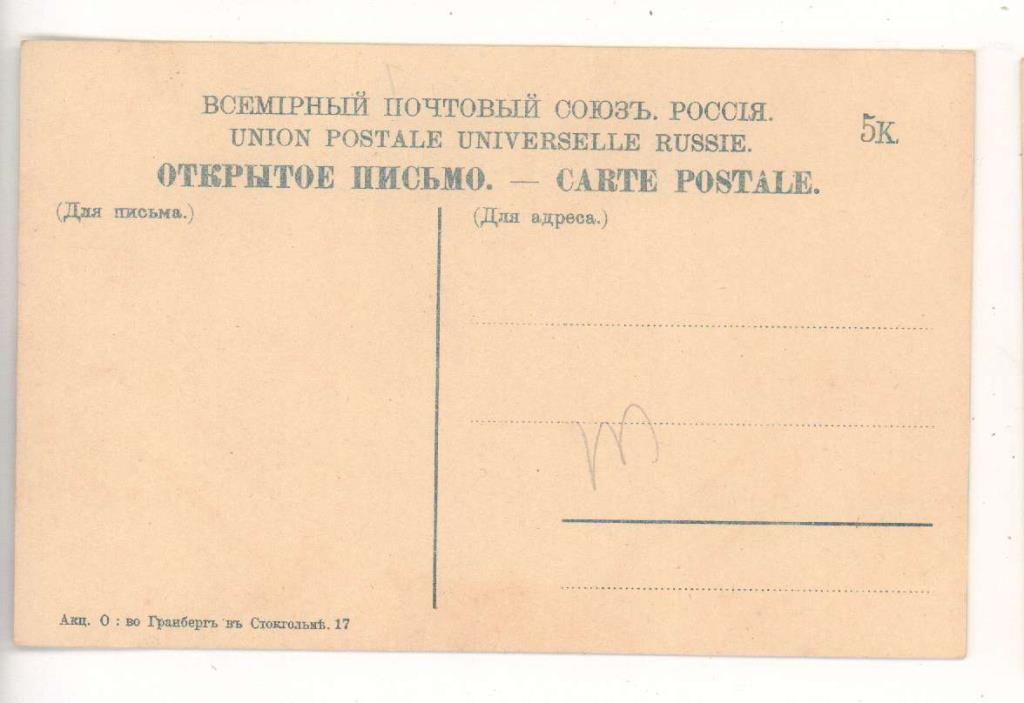 ВСЕМІРНЫЙ ПОЧТОВЫЙ СОЮЗЪ. РОССІЯ.
UNION POSTALE UNIVERSELLE RUSSIE.
5К.
ОТКРЫТОЕ ПИСЬМО. — CARTE POSTALE.
(Для письма.)
(Для адреса.)
Акц. О : во Гранбергъ въ Стокгольмѣ. 17